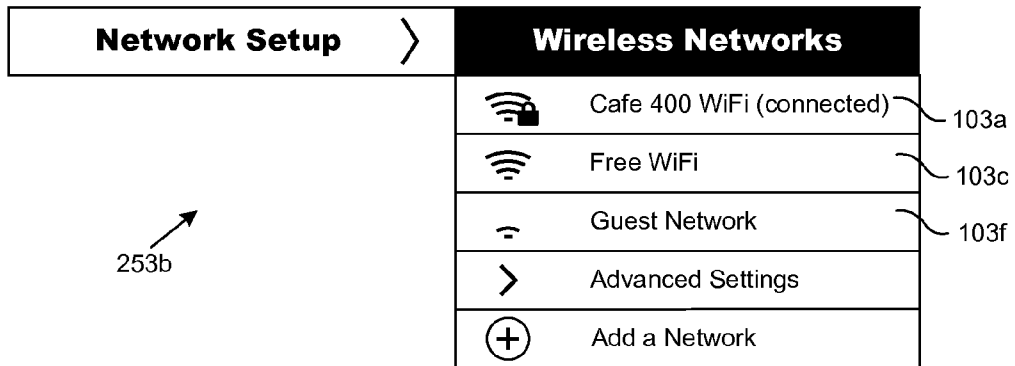 Network Setup
Wireless Networks
Cafe 400 WiFi (connected)
103a
Free WiFi
103c
Guest Network
103f
253b
Advanced Settings
Add a Network